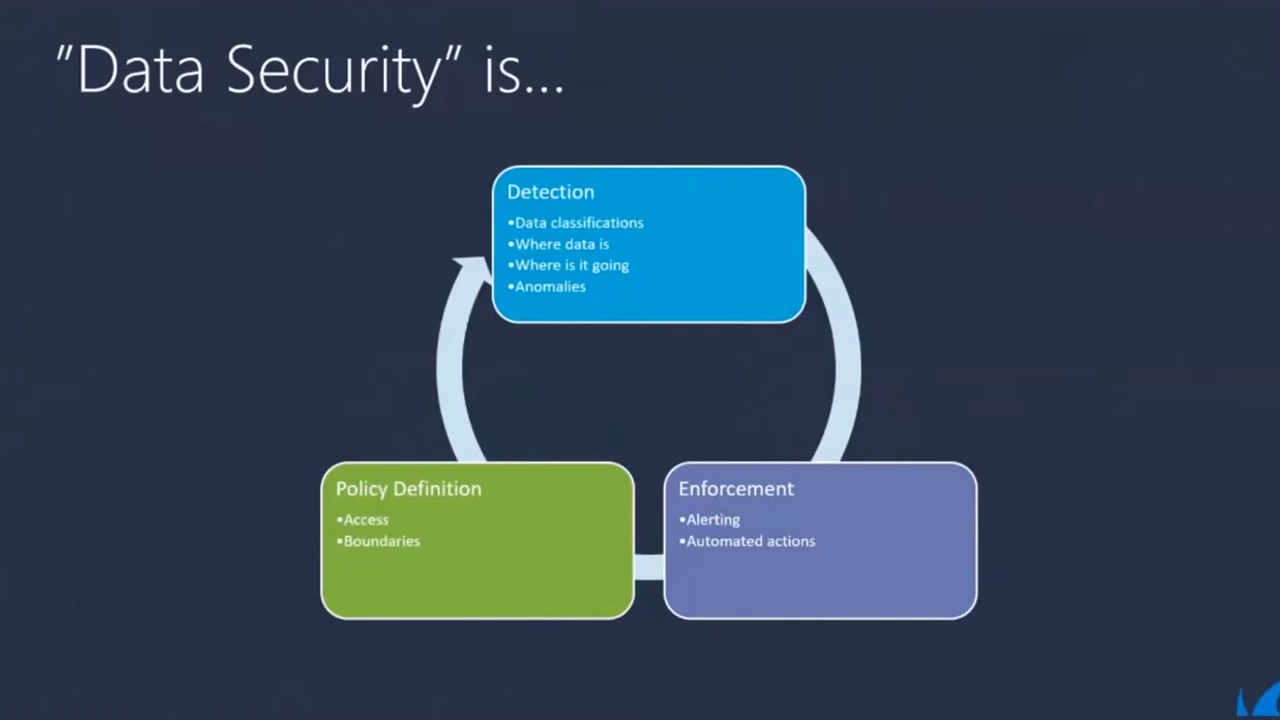 "Data Security" is...
Detection
•Data classifications
•Where data is
•Where is it going
•Anomalies
Policy Definition
•Access
•Boundaries
Enforcement
•Alerting
•Automated actions